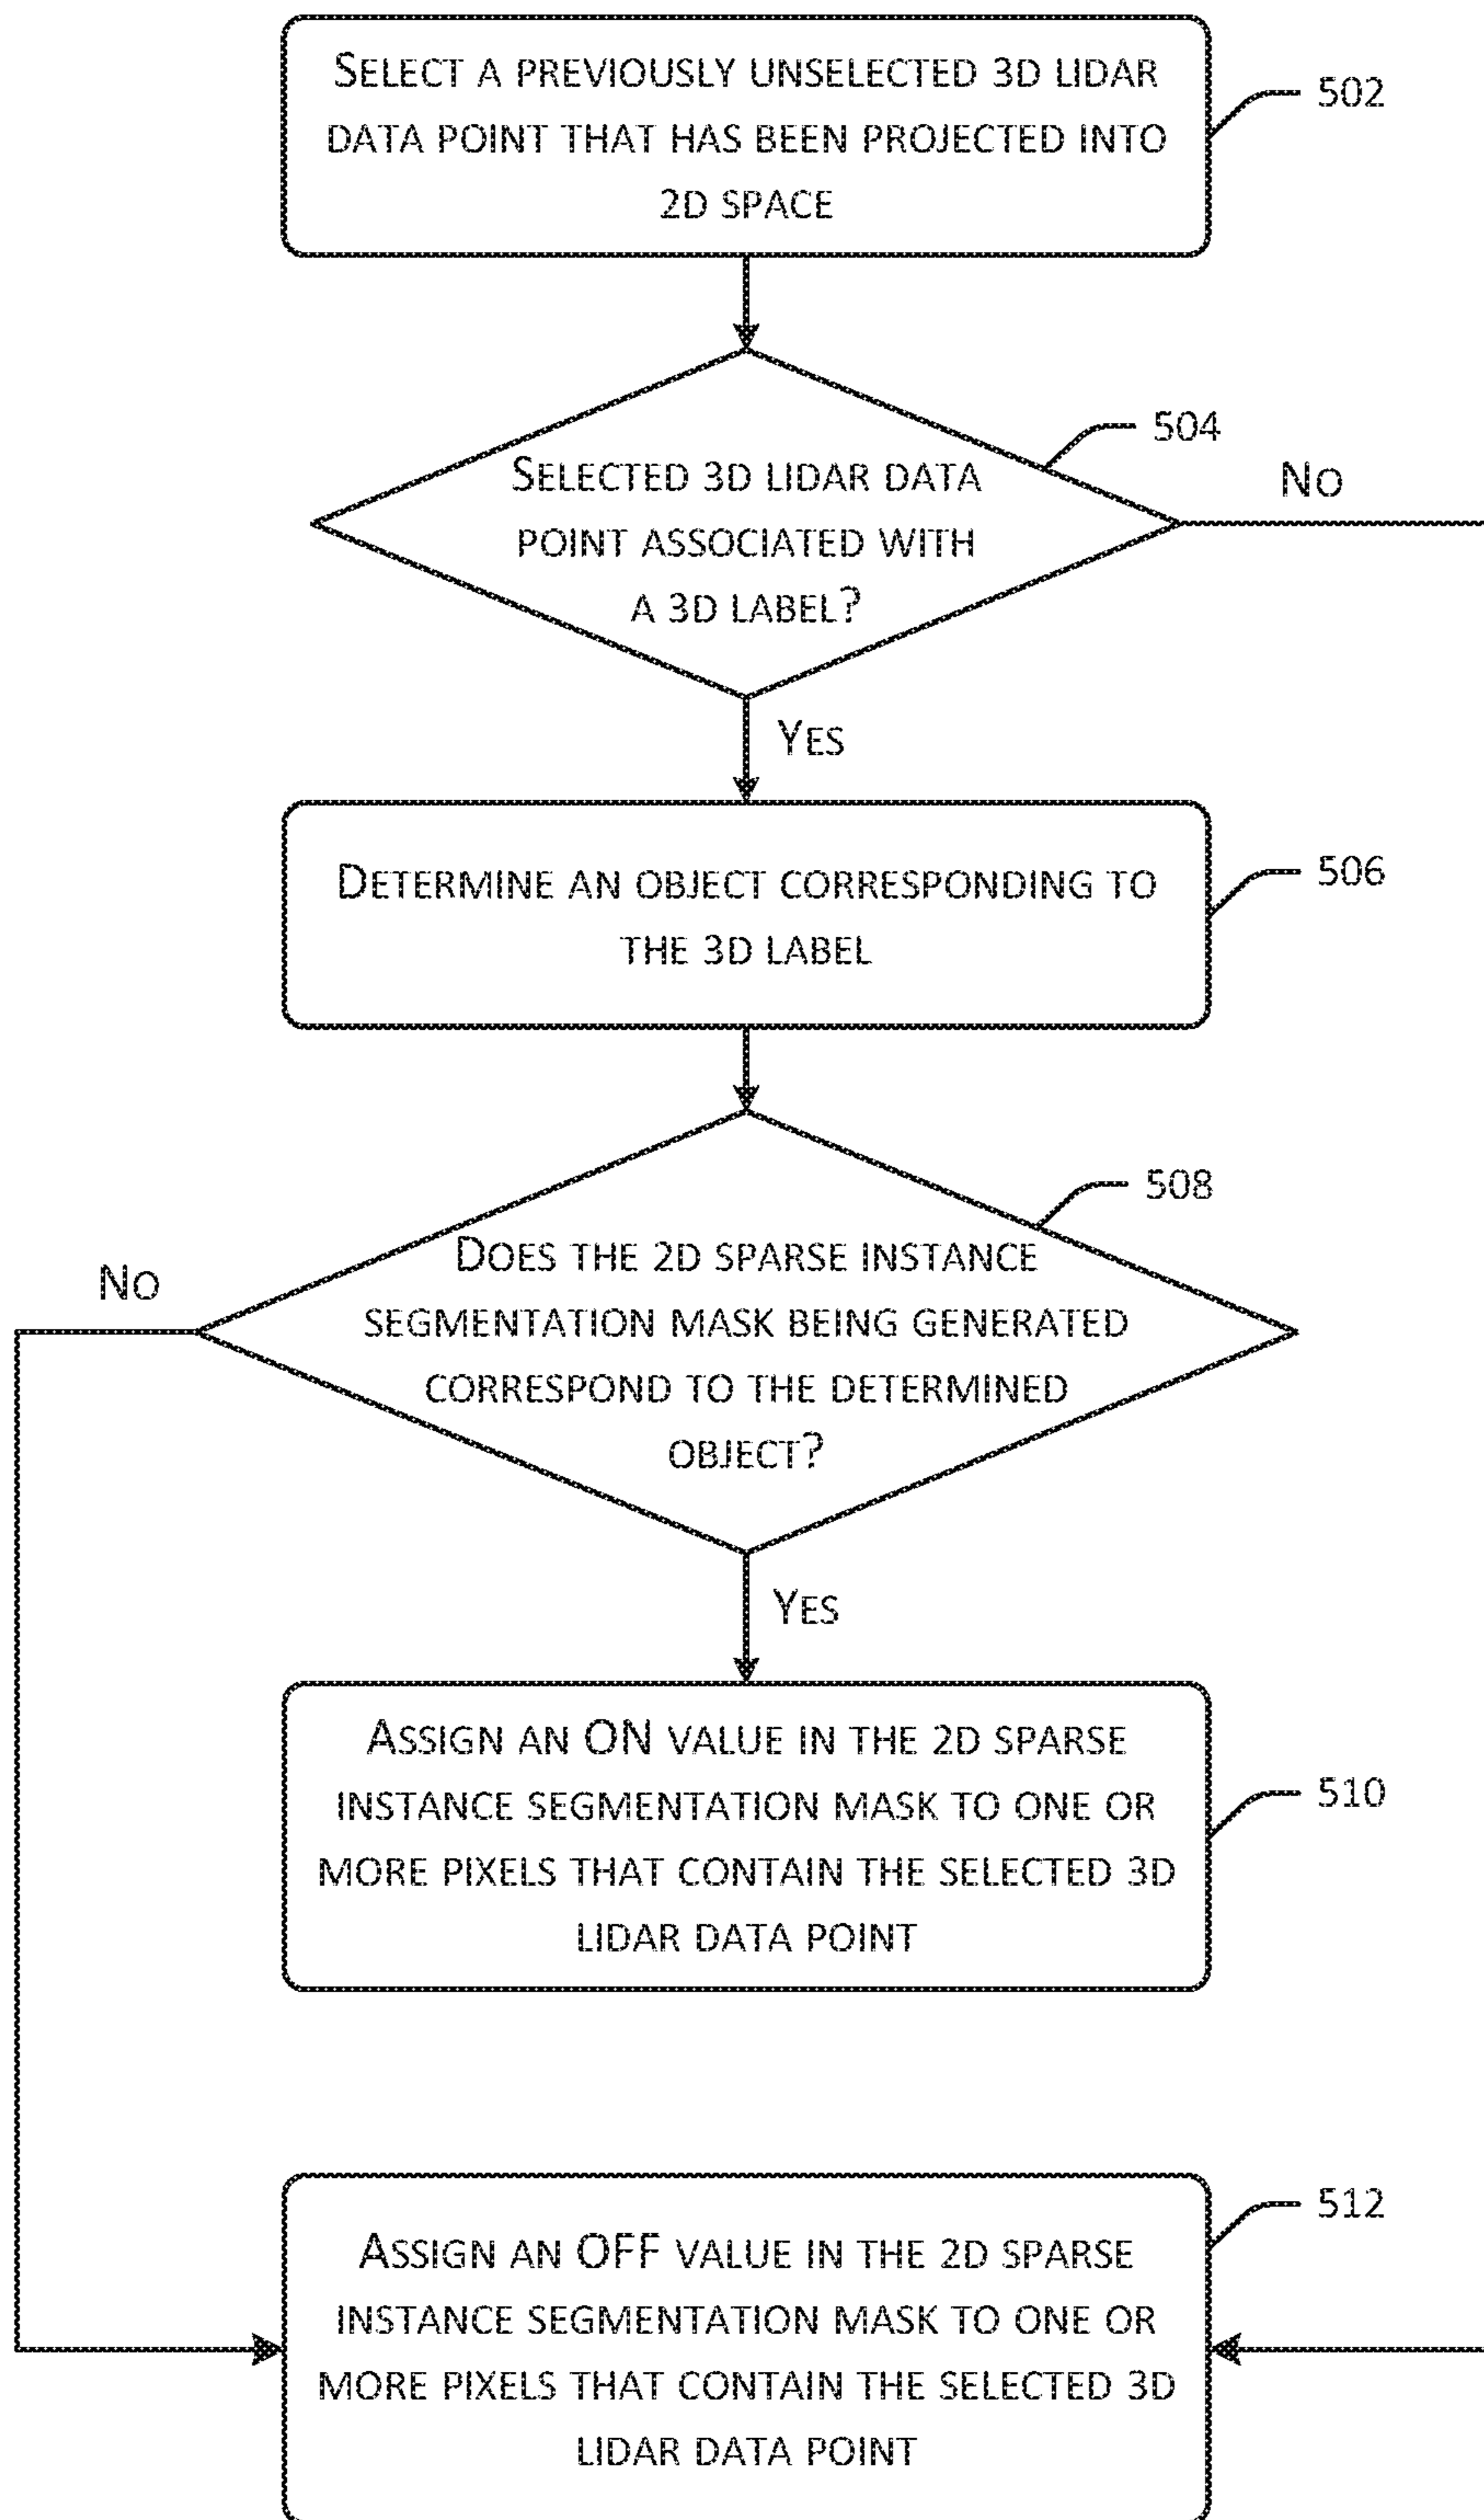 SELECT A PREVIOUSLY UNSELECTED 3D LIDAR
DATA POINT THAT HAS BEEN PROJECTED INTO
2D SPACE
502
504
SELECTED 3D LIDAR DATA
POINT ASSOCIATED WITH
A 3D LABEL?
NO
YES
DETERMINE AN OBJECT CORRESPONDING TO
THE 3D LABEL
506
508
DOES THE 2D SPARSE INSTANCE
SEGMENTATION MASK BEING GENERATED
CORRESPOND TO THE DETERMINED
OBJECT?
NO
YES
ASSIGN AN ON VALUE IN THE 2D SPARSE
INSTANCE SEGMENTATION MASK TO ONE OR
MORE PIXELS THAT CONTAIN THE SELECTED 3D
LIDAR DATA POINT
510
512
ASSIGN AN OFF VALUE IN THE 2D SPARSE
INSTANCE SEGMENTATION MASK TO ONE OR
MORE PIXELS THAT CONTAIN THE SELECTED 3D
LIDAR DATA POINT